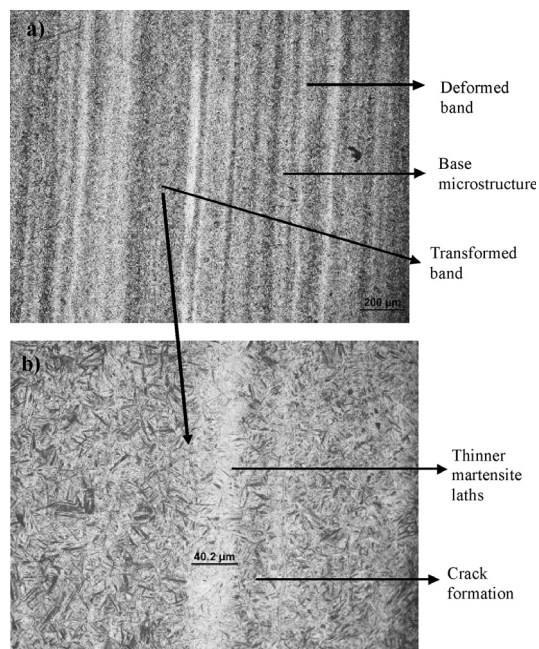 a)
Deformed
band
Base
microstructure
Transformed
band
200 µm
b)
Thinner
martensite
laths
40.2 µm
Crack
formation